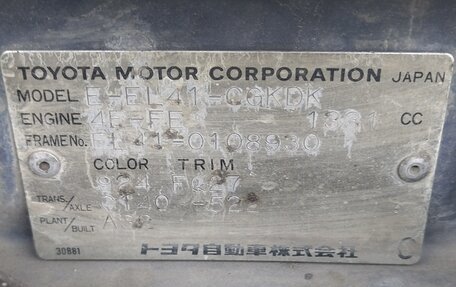 TOYOTA MOTOR CORPORATION JAPAN
MODEL E-EL41-CGKDK
ENGINE 4E-FE 1331 CC
FRAME No. EL41-0108930
COLOR TRIM
TRANS./AXLE
PLANT/BUILT
30881 トヨタ自動車株式会社 C